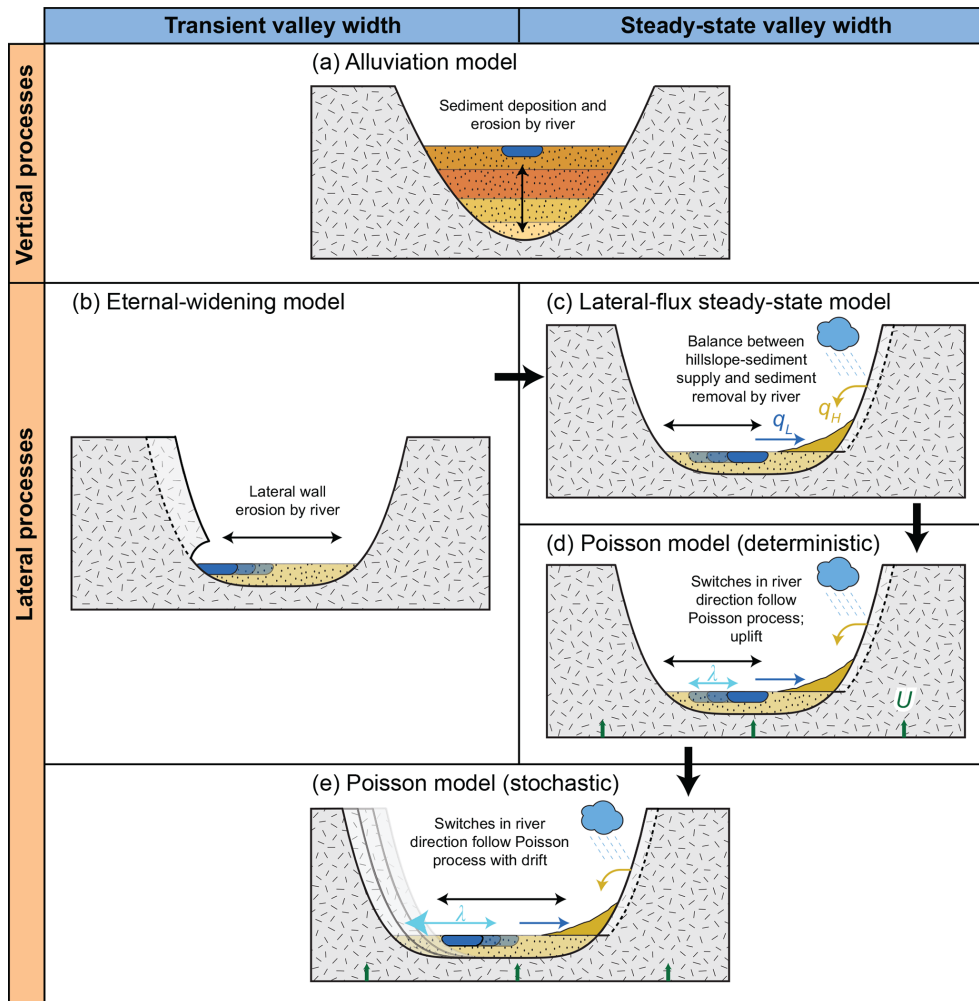 Transient valley width
Steady-state valley width
Vertical processes
(a) Alluviation model
Sediment deposition and
erosion by river
Lateral processes
(b) Eternal-widening model
Lateral wall
erosion by river
(c) Lateral-flux steady-state model
Balance between
hillslope-sediment
supply and sediment
removal by river
q_L
q_H
(d) Poisson model (deterministic)
Switches in river
direction follow
Poisson process;
uplift
λ
U
(e) Poisson model (stochastic)
Switches in river
direction follow Poisson
process with drift
λ